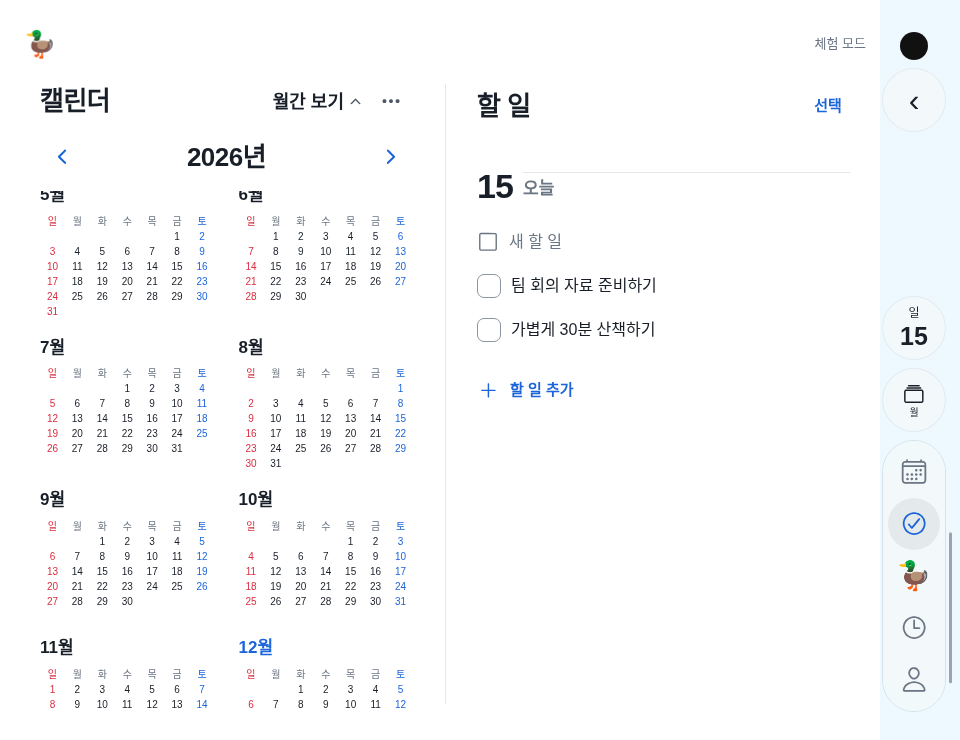 체험 모드
캘린더
월간 보기
할 일
선택
2026년
5월 6월
일 월 화 수 목 금 토 일 월 화 수 목 금 토
1 2 1 2 3 4 5 6
3 4 5 6 7 8 9 7 8 9 10 11 12 13
10 11 12 13 14 15 16 14 15 16 17 18 19 20
17 18 19 20 21 22 23 21 22 23 24 25 26 27
24 25 26 27 28 29 30 28 29 30
31
7월 8월
일 월 화 수 목 금 토 일 월 화 수 목 금 토
1 2 3 4 1
5 6 7 8 9 10 11 2 3 4 5 6 7 8
12 13 14 15 16 17 18 9 10 11 12 13 14 15
19 20 21 22 23 24 25 16 17 18 19 20 21 22
26 27 28 29 30 31 23 24 25 26 27 28 29
30 31
9월 10월
일 월 화 수 목 금 토 일 월 화 수 목 금 토
1 2 3 4 5 1 2 3
6 7 8 9 10 11 12 4 5 6 7 8 9 10
13 14 15 16 17 18 19 11 12 13 14 15 16 17
20 21 22 23 24 25 26 18 19 20 21 22 23 24
27 28 29 30 25 26 27 28 29 30 31
11월 12월
일 월 화 수 목 금 토 일 월 화 수 목 금 토
1 2 3 4 5 6 7 1 2 3 4 5
8 9 10 11 12 13 14 6 7 8 9 10 11 12
15 오늘
새 할 일
팀 회의 자료 준비하기
가볍게 30분 산책하기
할 일 추가
일
15
월